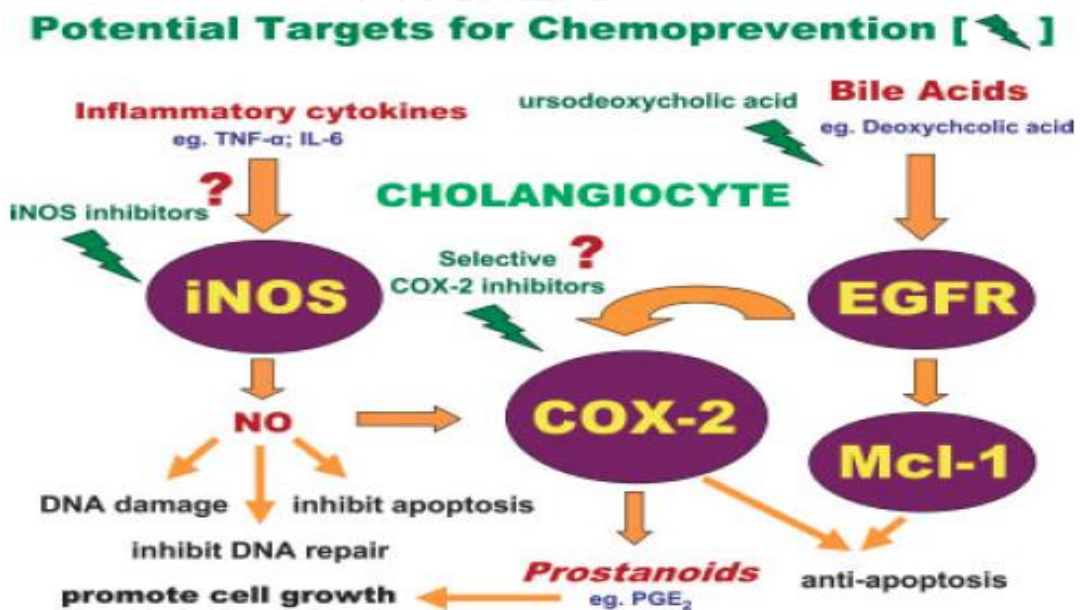 Potential Targets for Chemoprevention [ ]
Inflammatory cytokines
eg. TNF-α; IL-6
ursodeoxycholic acid
Bile Acids
eg. Deoxychcolic acid
?
iNOS inhibitors
CHOLANGIOCYTE
Selective ?
COX-2 inhibitors
iNOS
EGFR
NO
COX-2
Mcl-1
DNA damage
inhibit apoptosis
inhibit DNA repair
Prostanoids
eg. PGE₂
anti-apoptosis
promote cell growth